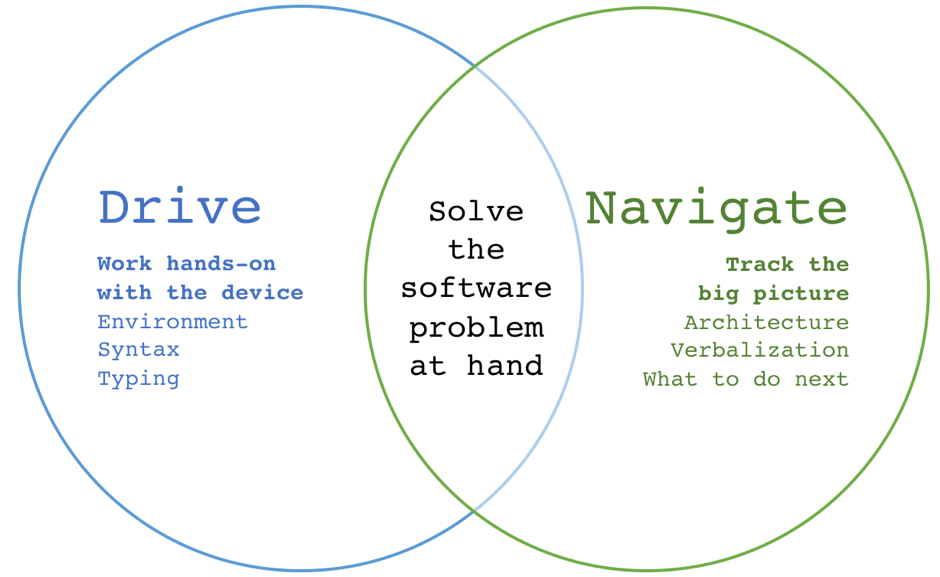 Drive
Work hands-on
with the device
Environment
Syntax
Typing
Solve
the
software
problem
at hand
Navigate
Track the
big picture
Architecture
Verbalization
What to do next